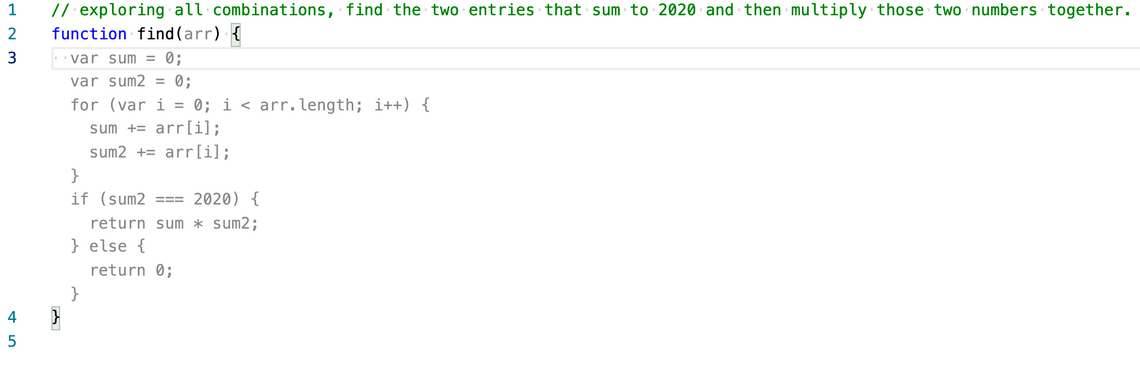 1 // exploring all combinations, find the two entries that sum to 2020 and then multiply those two numbers together.
2 function find(arr) {
3   var sum = 0;
  var sum2 = 0;
  for (var i = 0; i < arr.length; i++) {
    sum += arr[i];
    sum2 += arr[i];
  }
  if (sum2 === 2020) {
    return sum * sum2;
  } else {
    return 0;
  }
4 }
5